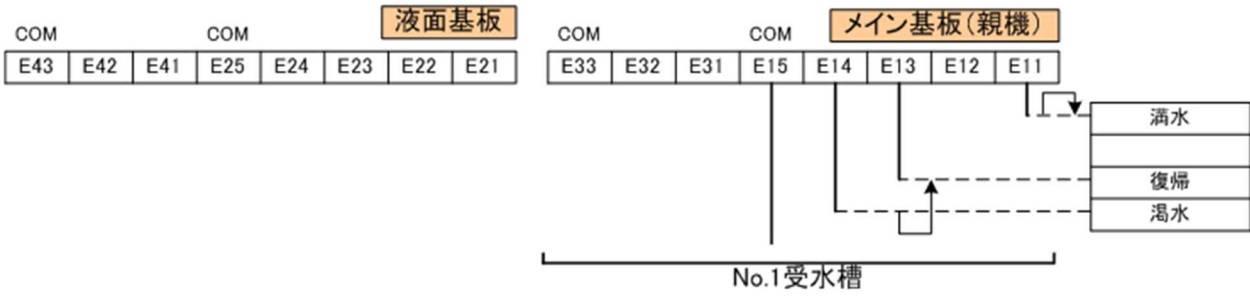 液面基板
メイン基板(親機)
COM COM COM COM
E43 E42 E41 E25 E24 E23 E22 E21 E33 E32 E31 E15 E14 E13 E12 E11
満水
復帰
渇水
No.1受水槽